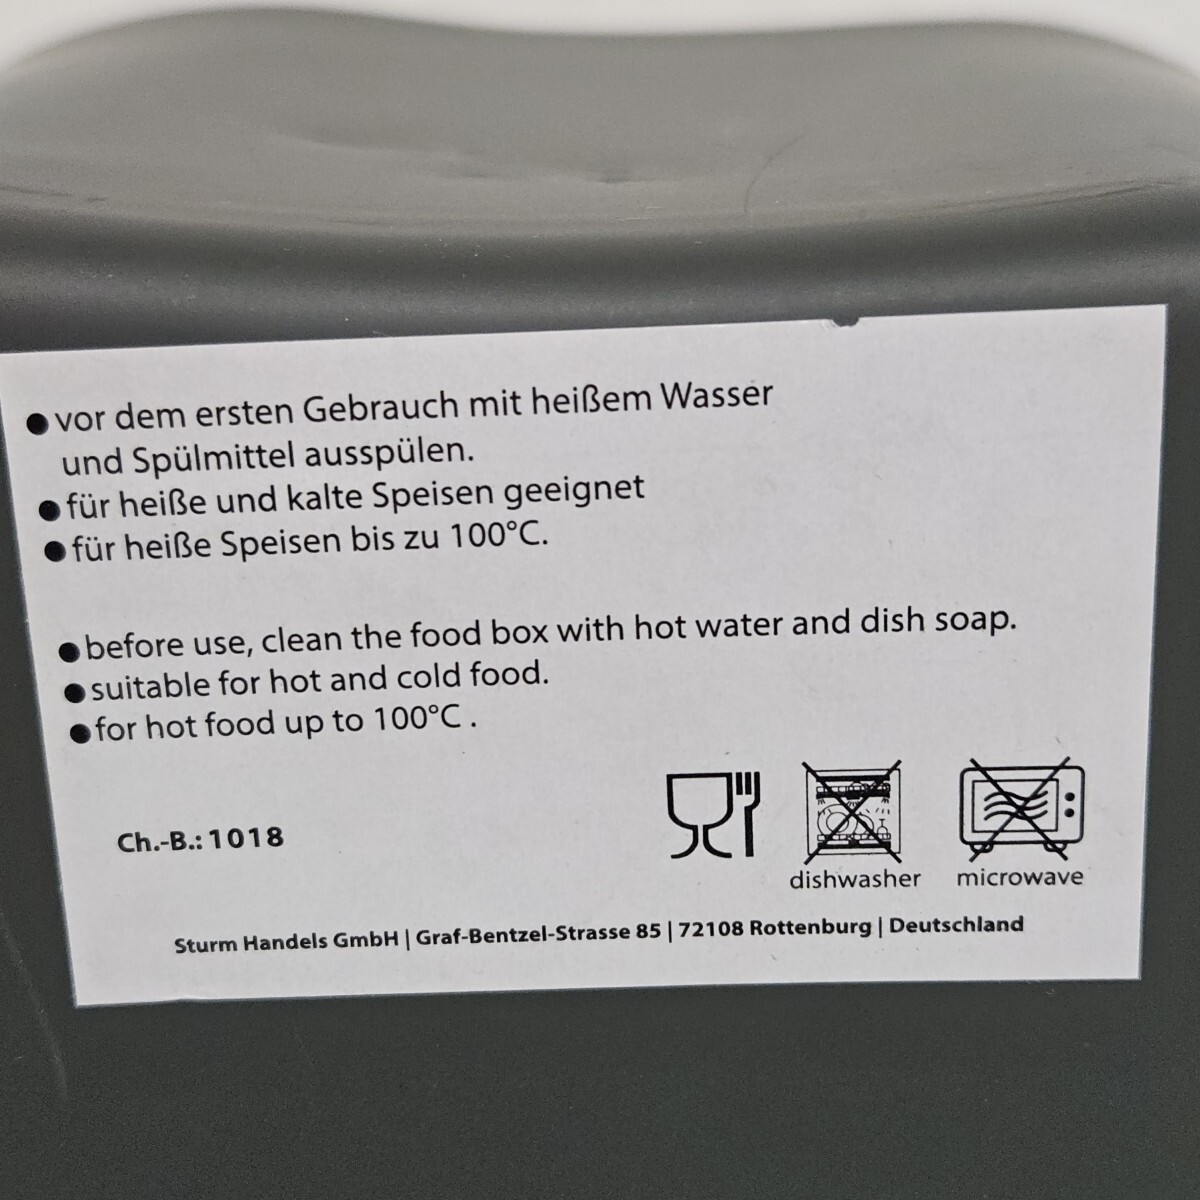 ● vor dem ersten Gebrauch mit heißem Wasser
und Spülmittel ausspülen.
● für heiße und kalte Speisen geeignet
● für heiße Speisen bis zu 100°C.
● before use, clean the food box with hot water and dish soap.
● suitable for hot and cold food.
● for hot food up to 100°C .
Ch.-B.: 1018
dishwasher microwave
Sturm Handels GmbH | Graf-Bentzel-Strasse 85 | 72108 Rottenburg | Deutschland